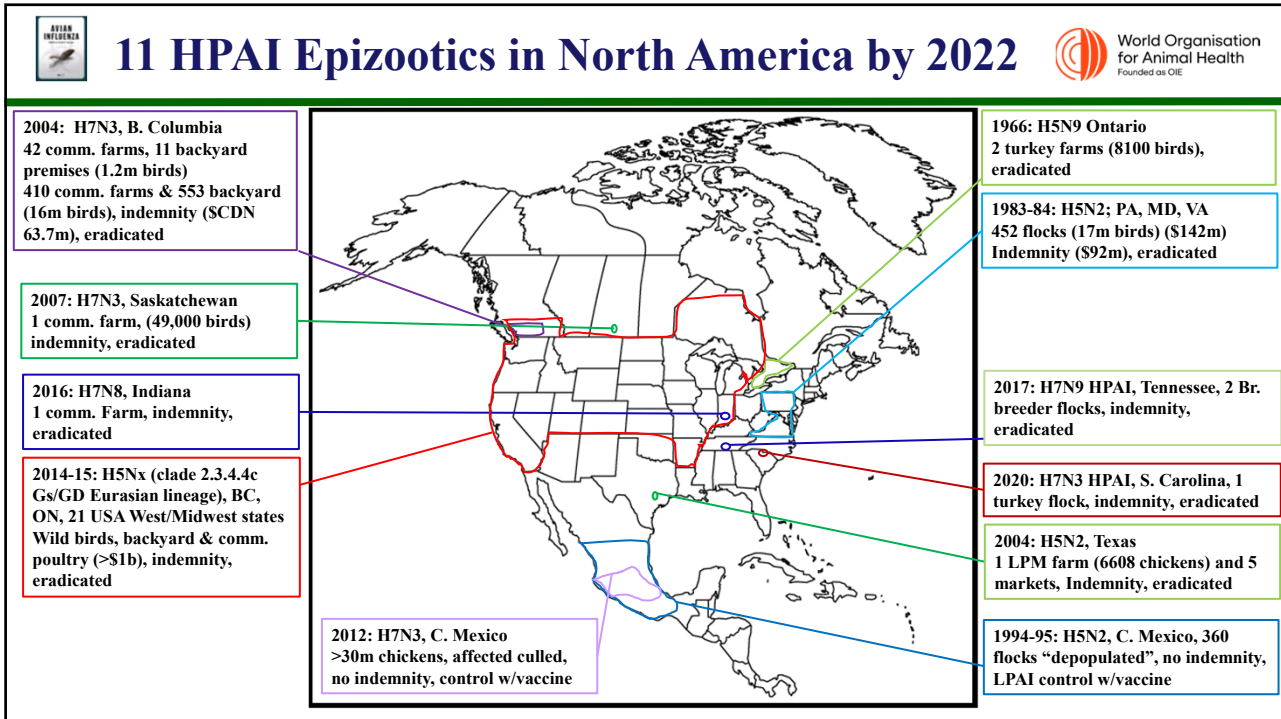 AVIAN
INFLUENZA
11 HPAI Epizootics in North America by 2022
World Organisation
for Animal Health
Founded as OIE
2004:  H7N3, B. Columbia
42 comm. farms, 11 backyard
premises (1.2m birds)
410 comm. farms & 553 backyard
(16m birds), indemnity ($CDN
63.7m), eradicated
2007: H7N3, Saskatchewan
1 comm. farm, (49,000 birds)
indemnity, eradicated
2016: H7N8, Indiana
1 comm. Farm, indemnity,
eradicated
2014-15: H5Nx (clade 2.3.4.4c
Gs/GD Eurasian lineage), BC,
ON, 21 USA West/Midwest states
Wild birds, backyard & comm.
poultry (>$1b), indemnity,
eradicated
2012: H7N3, C. Mexico
>30m chickens, affected culled,
no indemnity, control w/vaccine
1966: H5N9 Ontario
2 turkey farms (8100 birds),
eradicated
1983-84: H5N2; PA, MD, VA
452 flocks (17m birds) ($142m)
Indemnity ($92m), eradicated
2017: H7N9 HPAI, Tennessee, 2 Br.
breeder flocks, indemnity,
eradicated
2020: H7N3 HPAI, S. Carolina, 1
turkey flock, indemnity, eradicated
2004: H5N2, Texas
1 LPM farm (6608 chickens) and 5
markets, Indemnity, eradicated
1994-95: H5N2, C. Mexico, 360
flocks “depopulated”, no indemnity,
LPAI control w/vaccine